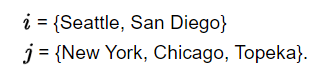 i = {Seattle, San Diego}
j = {New York, Chicago, Topeka}.